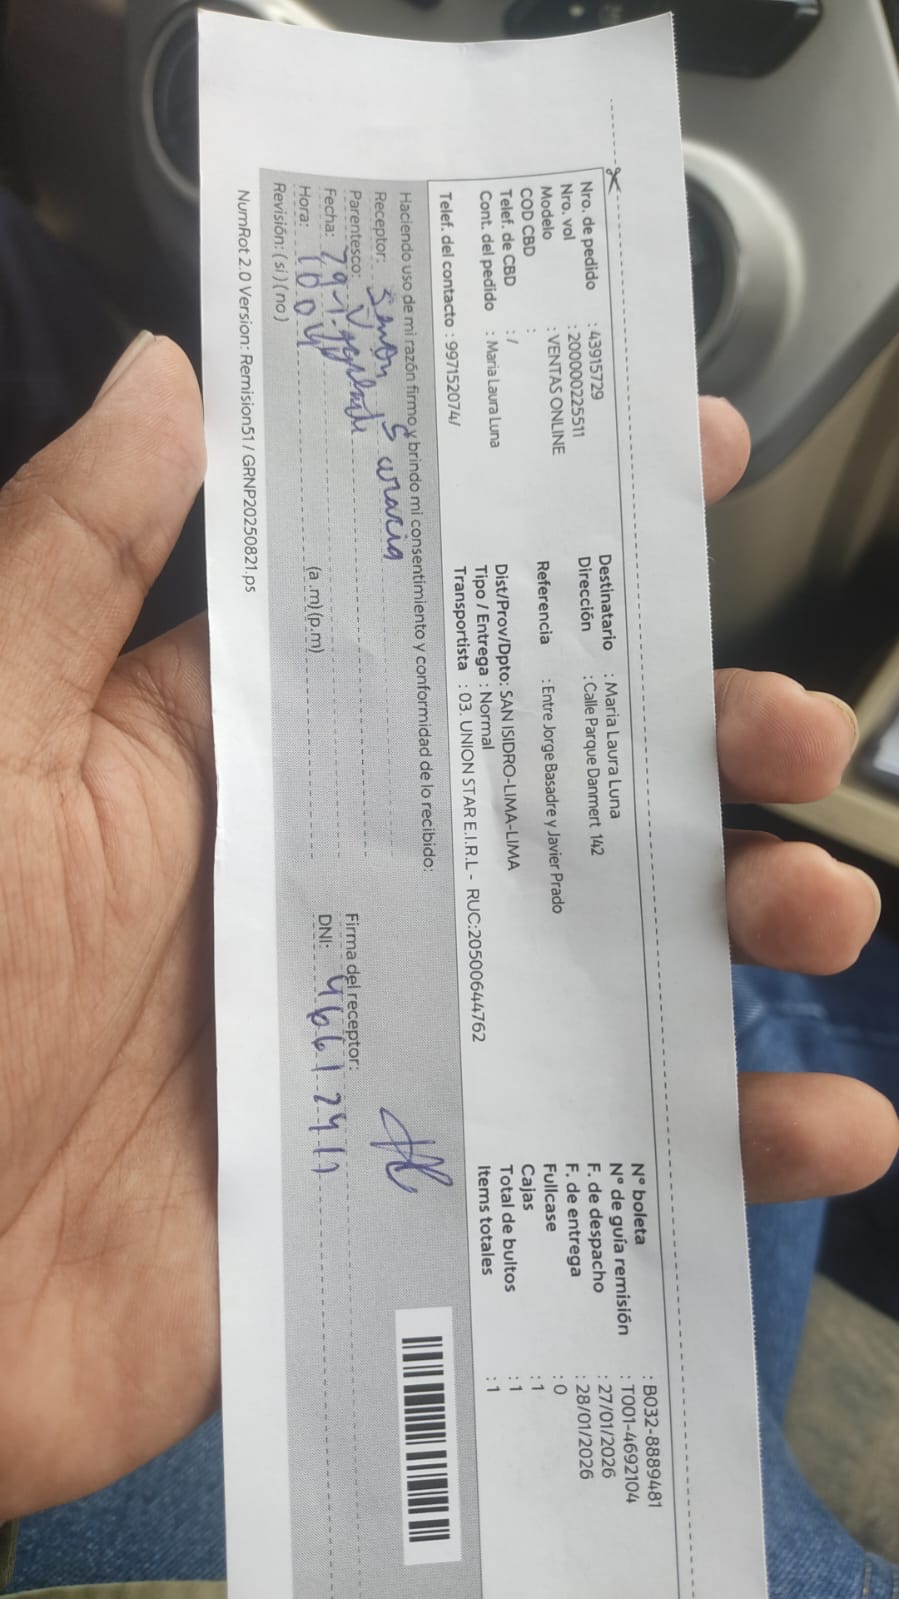 Nro. de pedido : 43915729
Nro. vol : 200000225511
Modelo : VENTAS ONLINE
COD CBD :
Telef. de CBD : /
Cont. del pedido : Maria Laura Luna
Telef. del contacto : 997152074/
Destinatario : Maria Laura Luna
Dirección : Calle Parque Danmert 142
Referencia : Entre Jorge Basadre y Javier Prado
Dist/Prov/Dpto: SAN ISIDRO-LIMA-LIMA
Tipo / Entrega : Normal
Transportista : 03. UNION STAR E.I.R.L - RUC:20500644762
N° boleta : B032-8889481
N° de guía remisión : T001-4692104
F. de despacho : 27/01/2026
F. de entrega : 28/01/2026
Fullcase : 0
Cajas : 1
Total de bultos : 1
Items totales : 1
Haciendo uso de mi razón firmo y brindo mi consentimiento y conformidad de lo recibido:
Receptor:
Parentesco:
Fecha:
Hora: (a .m) (p.m)
Revisión: ( si ) ( no )
Firma del receptor:
DNI:
NumRot 2.0 Version: Remision51 / GRNP20250821.ps